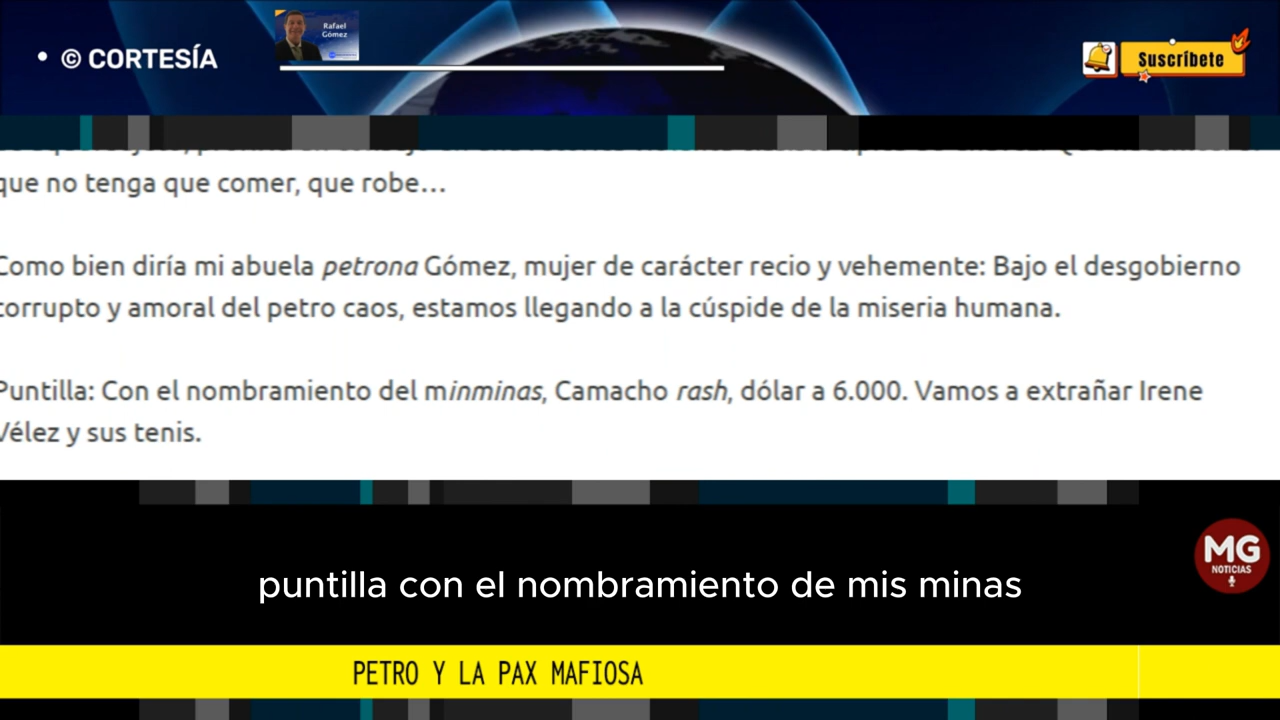 • © CORTESÍA
Rafael
Gómez
Suscríbete
que no tenga que comer, que robe...
Como bien diría mi abuela petrona Gómez, mujer de carácter recio y vehemente: Bajo el desgobierno
corrupto y amoral del petro caos, estamos llegando a la cúspide de la miseria humana.
Puntilla: Con el nombramiento del minminas, Camacho rash, dólar a 6.000. Vamos a extrañar Irene
Vélez y sus tenis.
MG
NOTICIAS
puntilla con el nombramiento de mis minas
PETRO Y LA PAX MAFIOSA